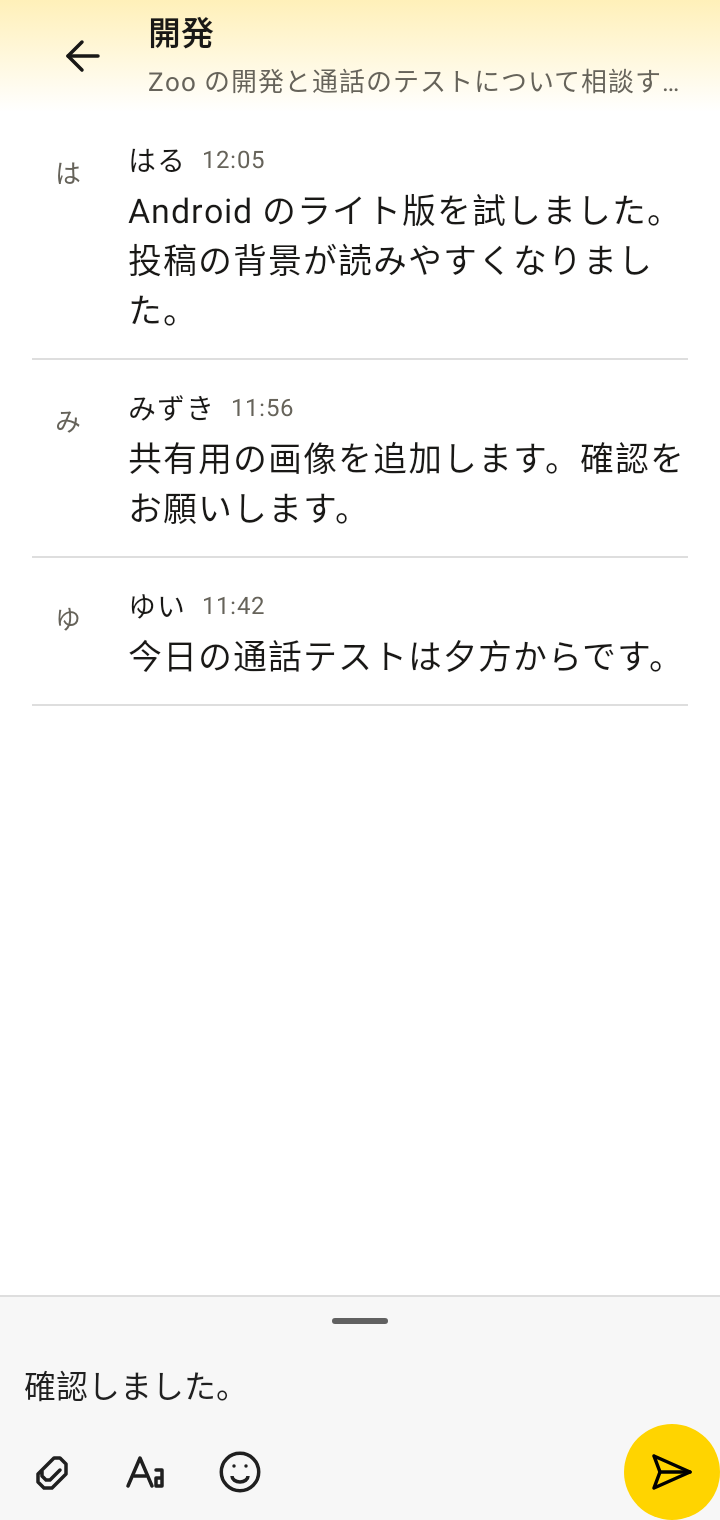 開発
Zoo の開発と通話のテストについて相談す…
は
はる 12:05
Android のライト版を試しました。
投稿の背景が読みやすくなりまし
た。
み
みずき 11:56
共有用の画像を追加します。確認を
お願いします。
ゆ
ゆい 11:42
今日の通話テストは夕方からです。
確認しました。
Aa